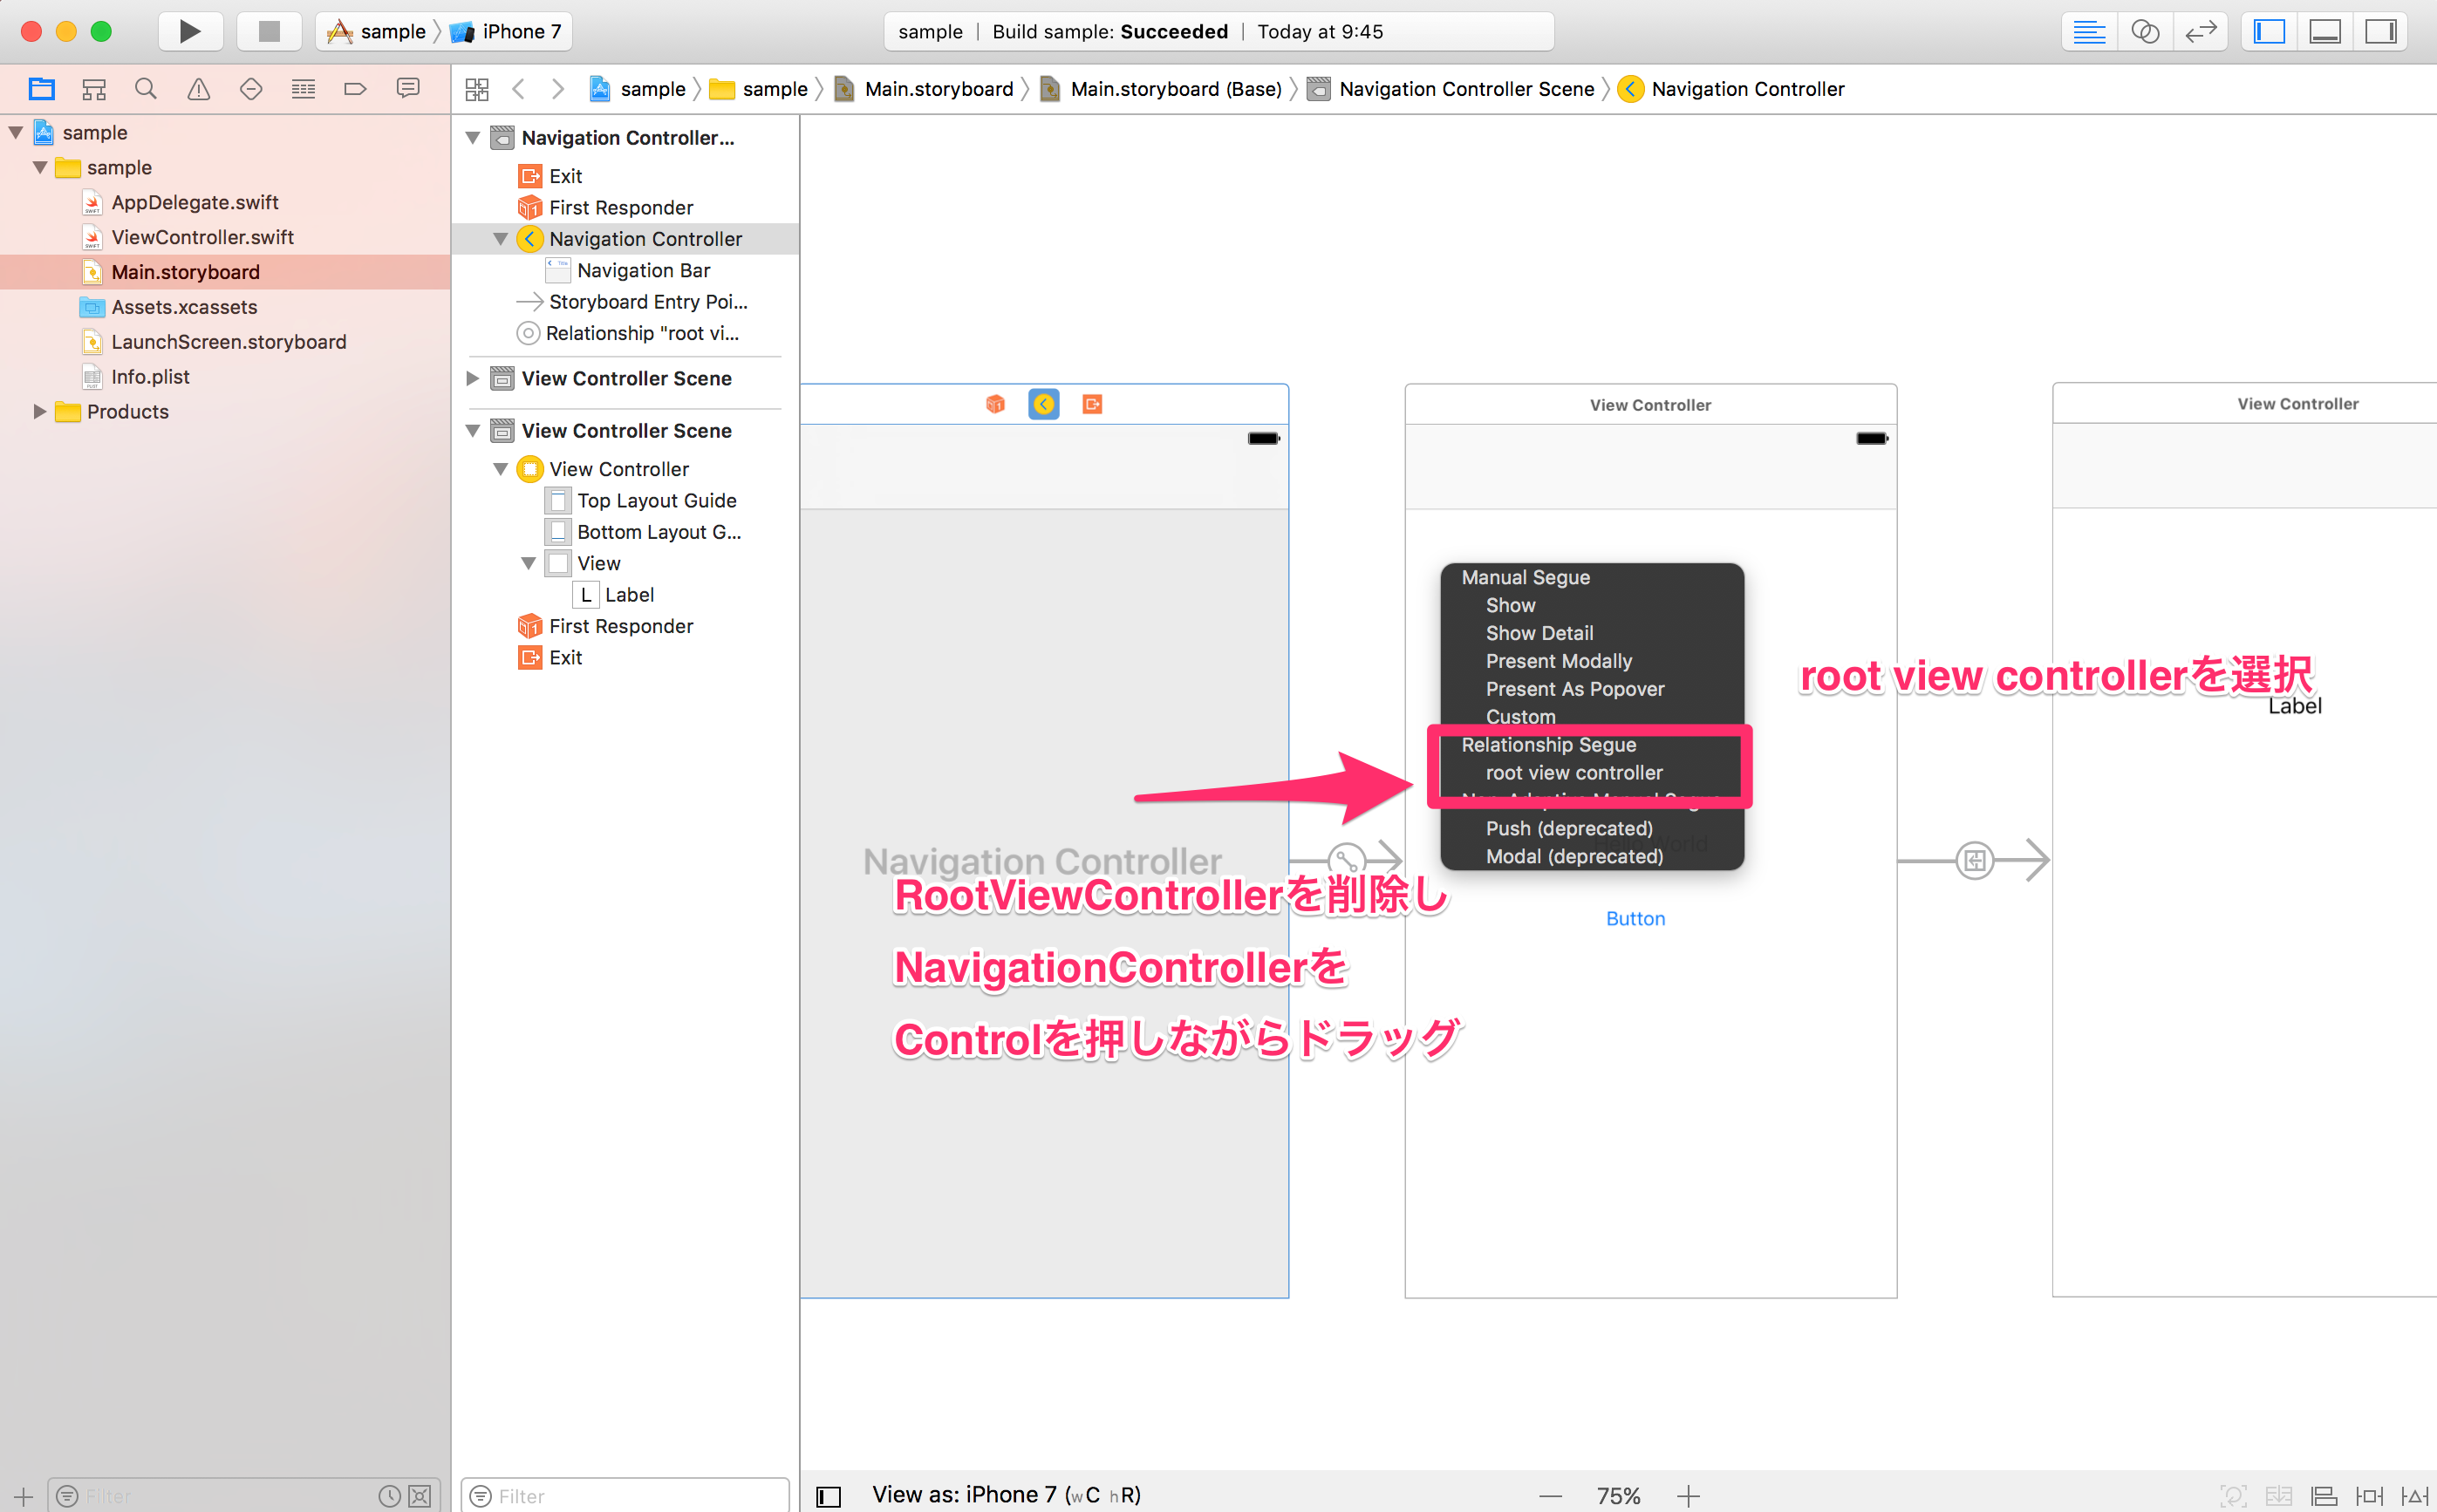 sample
iPhone 7
sample | Build sample: Succeeded | Today at 9:45
sample
sample
Main.storyboard
Main.storyboard (Base)
Navigation Controller Scene
Navigation Controller
sample
sample
AppDelegate.swift
ViewController.swift
Main.storyboard
Assets.xcassets
LaunchScreen.storyboard
Info.plist
Products
Filter
Navigation Controller...
Exit
First Responder
Navigation Controller
Navigation Bar
Storyboard Entry Poi...
Relationship "root vi...
View Controller Scene
View Controller Scene
View Controller
Top Layout Guide
Bottom Layout G...
View
L Label
First Responder
Exit
Filter
Navigation Controller
RootViewControllerを削除し
NavigationControllerを
Controlを押しながらドラッグ
View Controller
Manual Segue
Show
Show Detail
Present Modally
Present As Popover
Custom
Relationship Segue
root view controller
Non-Adaptive Manual Segue
Push (deprecated)
Modal (deprecated)
Button
root view controllerを選択
View Controller
Label
View as: iPhone 7 (wC hR)
75%